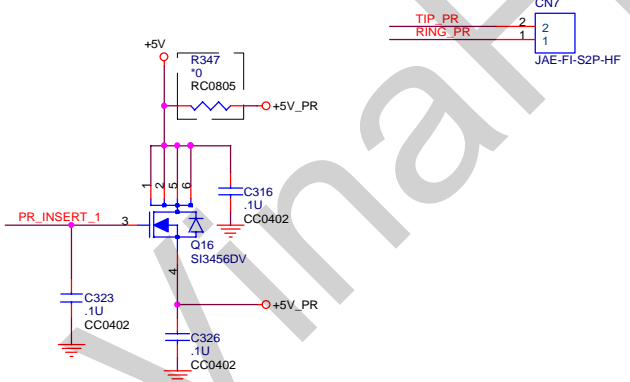 CN7
TIP_PR
2
2
RING_PR
1
1
JAE-FI-S2P-HF
+5V
R347
*0
RC0805
+5V_PR
1
2
5
6
C316
.1U
CC0402
PR_INSERT_1
3
Q16
SI3456DV
4
C323
.1U
CC0402
+5V_PR
C326
.1U
CC0402